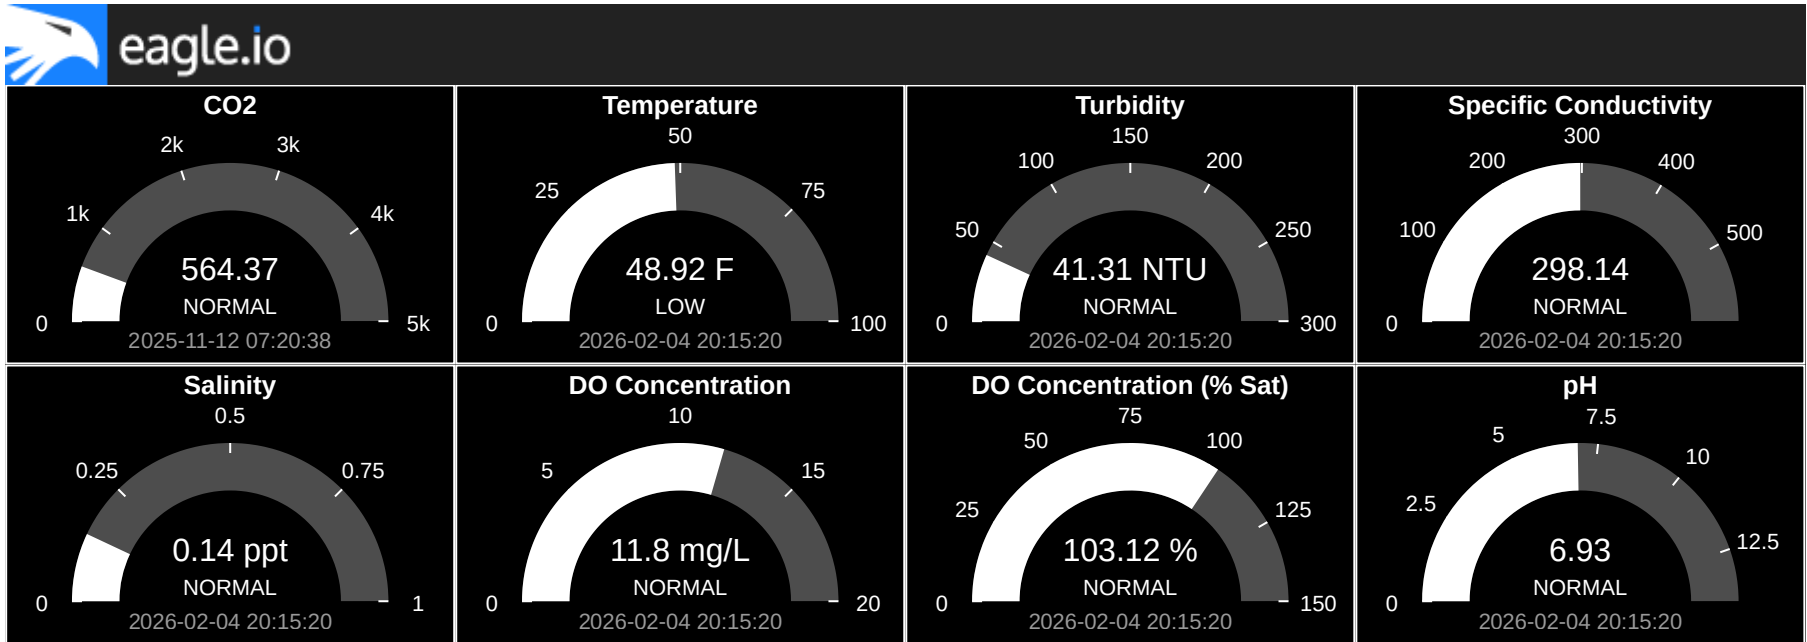 eagle.io
CO2
0
1k
2k
3k
4k
5k
564.37
NORMAL
2025-11-12 07:20:38
Temperature
0
25
50
75
100
48.92 F
LOW
2026-02-04 20:15:20
Turbidity
0
50
100
150
200
250
300
41.31 NTU
NORMAL
2026-02-04 20:15:20
Specific Conductivity
0
100
200
300
400
500
298.14
NORMAL
2026-02-04 20:15:20
Salinity
0
0.25
0.5
0.75
1
0.14 ppt
NORMAL
2026-02-04 20:15:20
DO Concentration
0
5
10
15
20
11.8 mg/L
NORMAL
2026-02-04 20:15:20
DO Concentration (% Sat)
0
25
50
75
100
125
150
103.12 %
NORMAL
2026-02-04 20:15:20
pH
0
2.5
5
7.5
10
12.5
6.93
NORMAL
2026-02-04 20:15:20